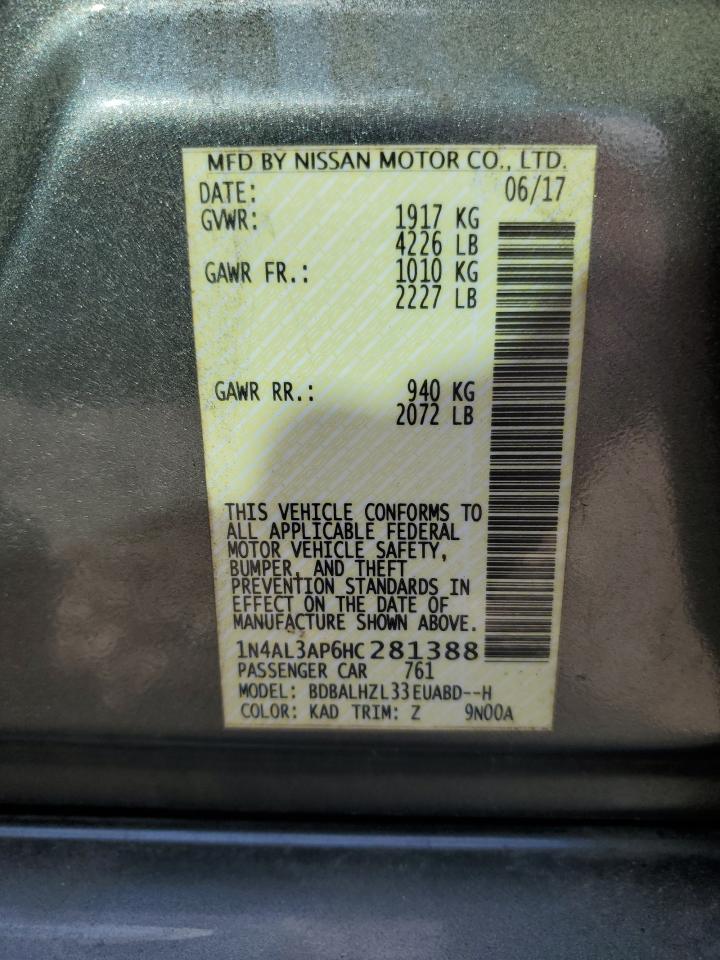 MFD BY NISSAN MOTOR CO., LTD.
DATE: 06/17
GVWR: 1917 KG
4226 LB
GAWR FR.: 1010 KG
2227 LB
GAWR RR.: 940 KG
2072 LB
THIS VEHICLE CONFORMS TO
ALL APPLICABLE FEDERAL
MOTOR VEHICLE SAFETY,
BUMPER, AND THEFT
PREVENTION STANDARDS IN
EFFECT ON THE DATE OF
MANUFACTURE SHOWN ABOVE.
1N4AL3AP6HC281388
PASSENGER CAR 761
MODEL: BDBALHZL33EUABD--H
COLOR: KAD TRIM: Z 9N00A